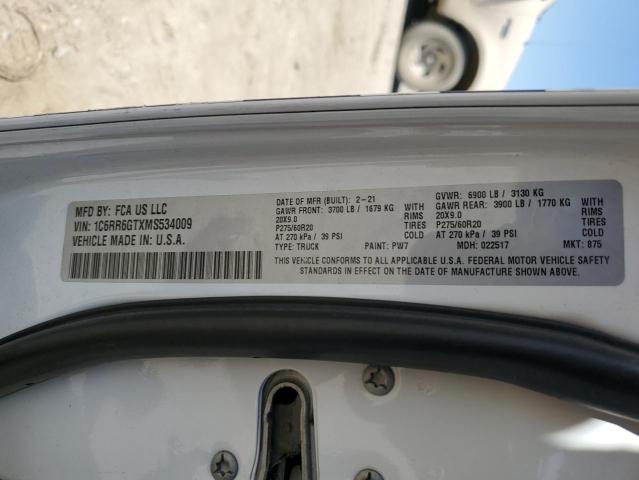 MFD BY: FCA US LLC
VIN: 1C6RR6GTXMS534009
VEHICLE MADE IN: U.S.A.
DATE OF MFR (BUILT): 2-21 GVWR: 6900 LB / 3130 KG
GAWR FRONT: 3700 LB / 1679 KG WITH GAWR REAR: 3900 LB / 1770 KG WITH
20X9.0 RIMS 20X9.0 RIMS
P275/60R20 TIRES P275/60R20 TIRES
AT 270 kPa / 39 PSI COLD AT 270 kPa / 39 PSI COLD
TYPE: TRUCK PAINT: PW7 MDH: 022517 MKT: 875
THIS VEHICLE CONFORMS TO ALL APPLICABLE U.S.A. FEDERAL MOTOR VEHICLE SAFETY
STANDARDS IN EFFECT ON THE DATE OF MANUFACTURE SHOWN ABOVE.